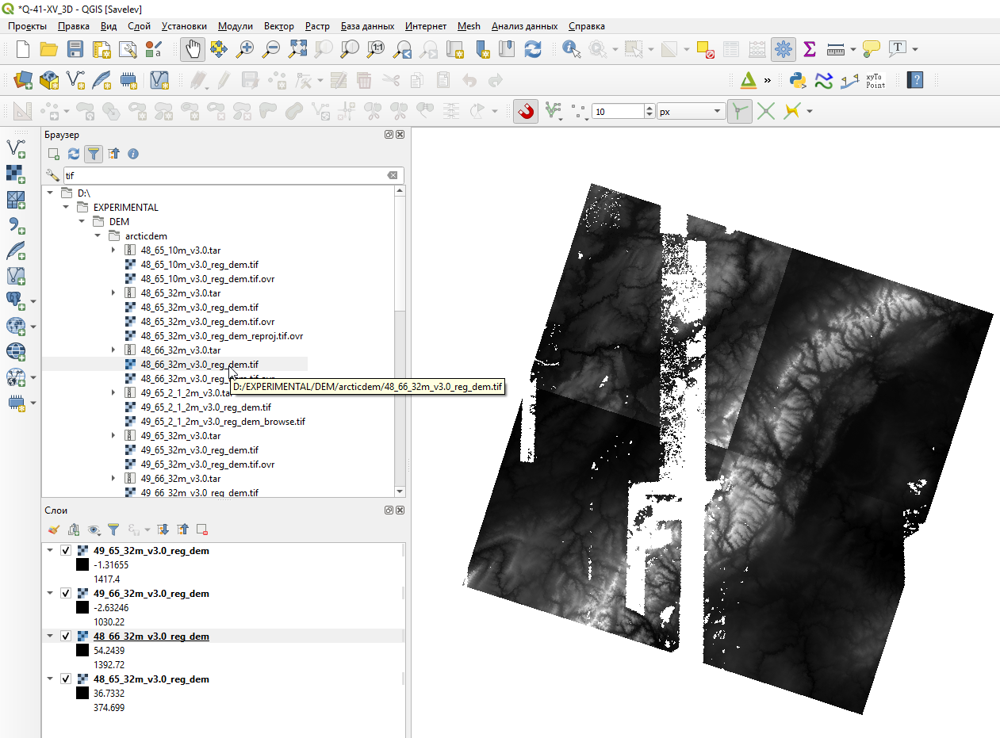 *Q-41-XV_3D - QGIS [Savelev]
Проекты Правка Вид Слой Установки Модули Вектор Растр База данных Интернет Mesh Анализ данных Справка
1:1
T
» xyTo
Point
?
10 px
Браузер
tif
D:\
EXPERIMENTAL
DEM
arcticdem
48_65_10m_v3.0.tar
48_65_10m_v3.0_reg_dem.tif
48_65_10m_v3.0_reg_dem.tif.ovr
48_65_32m_v3.0.tar
48_65_32m_v3.0_reg_dem.tif
48_65_32m_v3.0_reg_dem.tif.ovr
48_65_32m_v3.0_reg_dem_reproj.tif.ovr
48_66_32m_v3.0.tar
48_66_32m_v3.0_reg_dem.tif
48_66_32m_v3.0_reg_dem.tif.ovr
D:/EXPERIMENTAL/DEM/arcticdem/48_66_32m_v3.0_reg_dem.tif
49_65_2_1_2m_v3.0.tar
49_65_2_1_2m_v3.0_reg_dem.tif
49_65_2_1_2m_v3.0_reg_dem_browse.tif
49_65_32m_v3.0.tar
49_65_32m_v3.0_reg_dem.tif
49_65_32m_v3.0_reg_dem.tif.ovr
49_66_32m_v3.0.tar
49_66_32m_v3.0_reg_dem.tif
Слои
49_65_32m_v3.0_reg_dem
-1.31655
1417.4
49_66_32m_v3.0_reg_dem
-2.63246
1030.22
48_66_32m_v3.0_reg_dem
54.2439
1392.72
48_65_32m_v3.0_reg_dem
36.7332
374.699